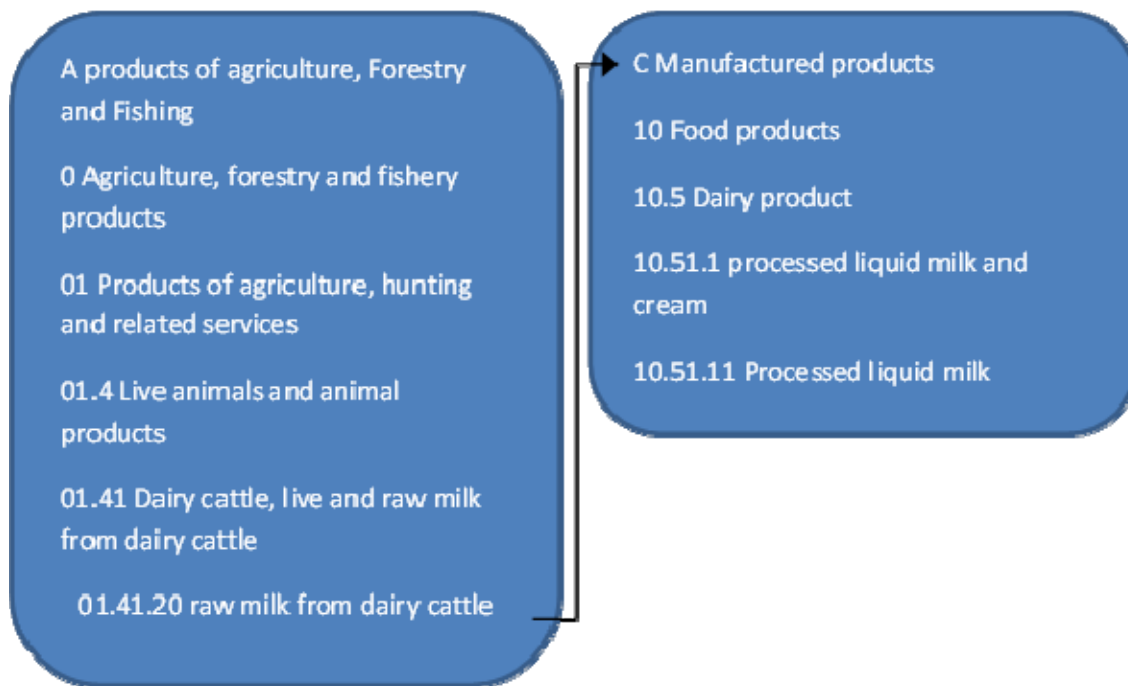 A products of agriculture, Forestry
and Fishing
0 Agriculture, forestry and fishery
products
01 Products of agriculture, hunting
and related services
01.4 Live animals and animal
products
01.41 Dairy cattle, live and raw milk
from dairy cattle
01.41.20 raw milk from dairy cattle
C Manufactured products
10 Food products
10.5 Dairy product
10.51.1 processed liquid milk and
cream
10.51.11 Processed liquid milk